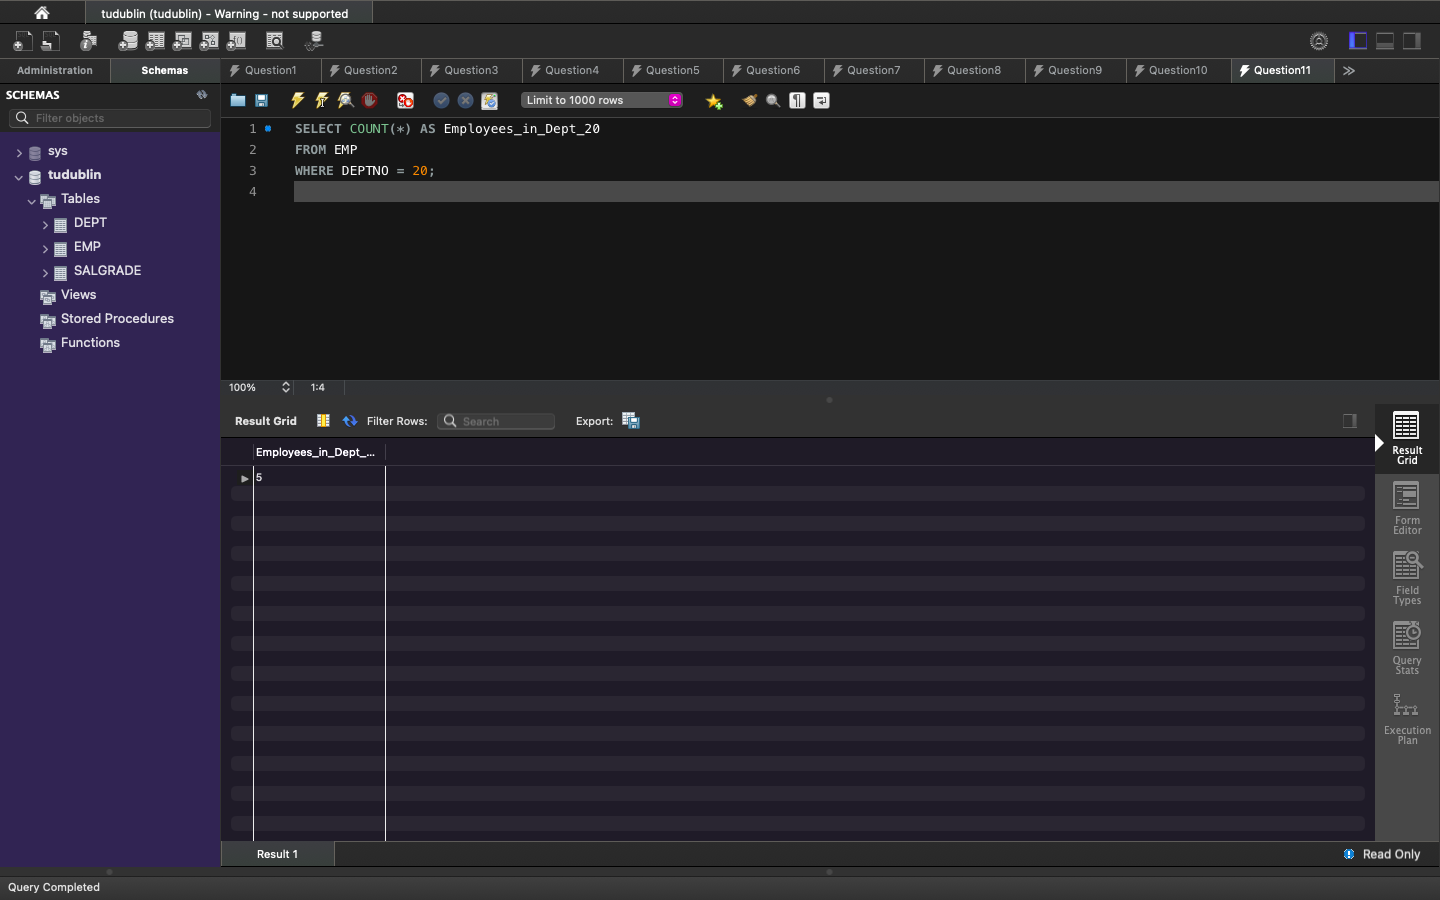 tudublin (tudublin) - Warning - not supported
Administration
Schemas
Question1
Question2
Question3
Question4
Question5
Question6
Question7
Question8
Question9
Question10
Question11
SCHEMAS
Filter objects
sys
tudublin
Tables
DEPT
EMP
SALGRADE
Views
Stored Procedures
Functions
Limit to 1000 rows
1 SELECT COUNT(*) AS Employees_in_Dept_20
2 FROM EMP
3 WHERE DEPTNO = 20;
4
100%
1:4
Result Grid
Filter Rows:
Search
Export:
Employees_in_Dept_...
5
Result
Grid
Form
Editor
Field
Types
Query
Stats
Execution
Plan
Result 1
Read Only
Query Completed